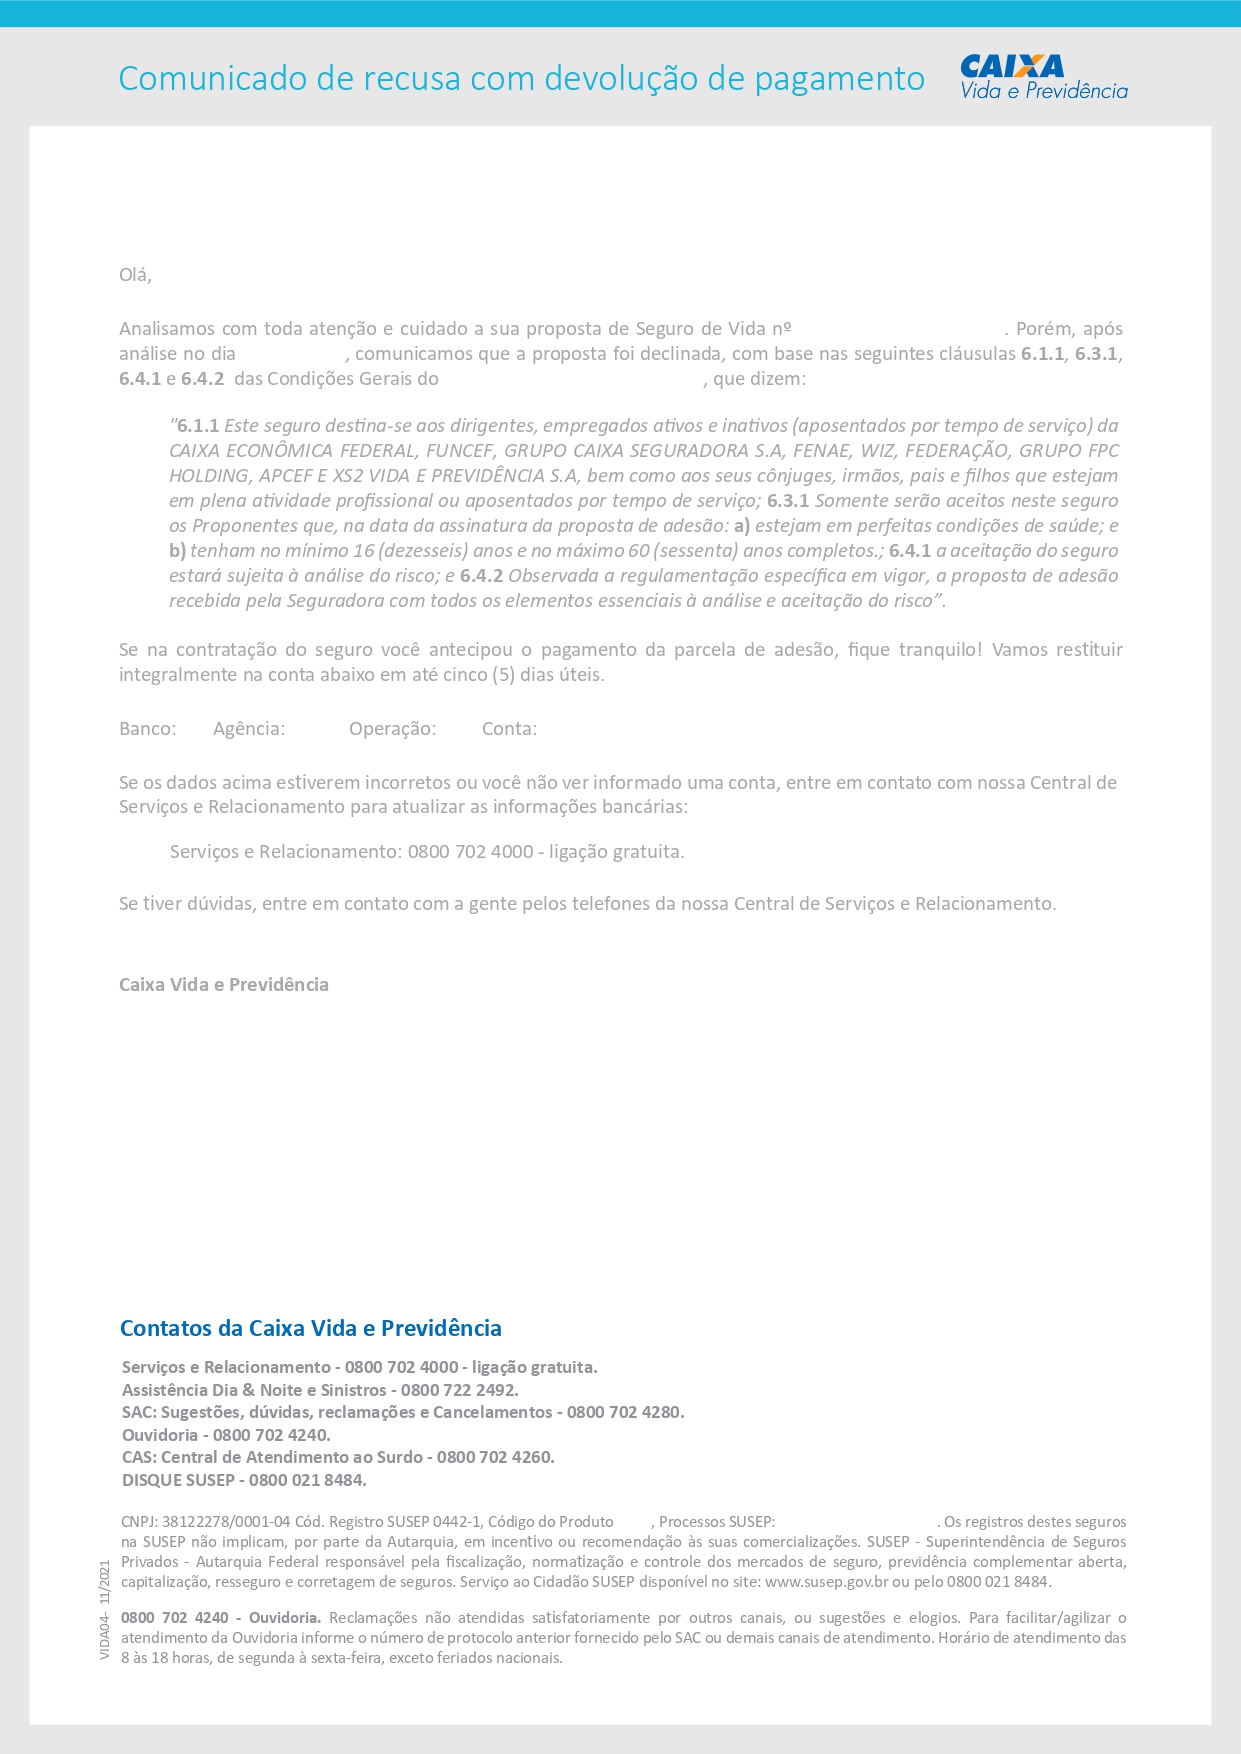 Comunicado de recusa com devolução de pagamento
CAIXA
Vida e Previdência
Olá,
Analisamos com toda atenção e cuidado a sua proposta de Seguro de Vida nº . Porém, após
análise no dia , comunicamos que a proposta foi declinada, com base nas seguintes cláusulas 6.1.1, 6.3.1,
6.4.1 e 6.4.2 das Condições Gerais do , que dizem:
"6.1.1 Este seguro destina-se aos dirigentes, empregados ativos e inativos (aposentados por tempo de serviço) da
CAIXA ECONÔMICA FEDERAL, FUNCEF, GRUPO CAIXA SEGURADORA S.A, FENAE, WIZ, FEDERAÇÃO, GRUPO FPC
HOLDING, APCEF E XS2 VIDA E PREVIDÊNCIA S.A, bem como aos seus cônjuges, irmãos, pais e filhos que estejam
em plena atividade profissional ou aposentados por tempo de serviço; 6.3.1 Somente serão aceitos neste seguro
os Proponentes que, na data da assinatura da proposta de adesão: a) estejam em perfeitas condições de saúde; e
b) tenham no mínimo 16 (dezesseis) anos e no máximo 60 (sessenta) anos completos.; 6.4.1 a aceitação do seguro
estará sujeita à análise do risco; e 6.4.2 Observada a regulamentação específica em vigor, a proposta de adesão
recebida pela Seguradora com todos os elementos essenciais à análise e aceitação do risco”.
Se na contratação do seguro você antecipou o pagamento da parcela de adesão, fique tranquilo! Vamos restituir
integralmente na conta abaixo em até cinco (5) dias úteis.
Banco: Agência: Operação: Conta:
Se os dados acima estiverem incorretos ou você não ver informado uma conta, entre em contato com nossa Central de
Serviços e Relacionamento para atualizar as informações bancárias:
Serviços e Relacionamento: 0800 702 4000 - ligação gratuita.
Se tiver dúvidas, entre em contato com a gente pelos telefones da nossa Central de Serviços e Relacionamento.
Caixa Vida e Previdência
Contatos da Caixa Vida e Previdência
Serviços e Relacionamento - 0800 702 4000 - ligação gratuita.
Assistência Dia & Noite e Sinistros - 0800 722 2492.
SAC: Sugestões, dúvidas, reclamações e Cancelamentos - 0800 702 4280.
Ouvidoria - 0800 702 4240.
CAS: Central de Atendimento ao Surdo - 0800 702 4260.
DISQUE SUSEP - 0800 021 8484.
CNPJ: 38122278/0001-04 Cód. Registro SUSEP 0442-1, Código do Produto , Processos SUSEP: . Os registros destes seguros
na SUSEP não implicam, por parte da Autarquia, em incentivo ou recomendação às suas comercializações. SUSEP - Superintendência de Seguros
Privados - Autarquia Federal responsável pela fiscalização, normatização e controle dos mercados de seguro, previdência complementar aberta,
capitalização, resseguro e corretagem de seguros. Serviço ao Cidadão SUSEP disponível no site: www.susep.gov.br ou pelo 0800 021 8484.
0800 702 4240 - Ouvidoria. Reclamações não atendidas satisfatoriamente por outros canais, ou sugestões e elogios. Para facilitar/agilizar o
atendimento da Ouvidoria informe o número de protocolo anterior fornecido pelo SAC ou demais canais de atendimento. Horário de atendimento das
8 às 18 horas, de segunda à sexta-feira, exceto feriados nacionais.
VIDA04- 11/2021